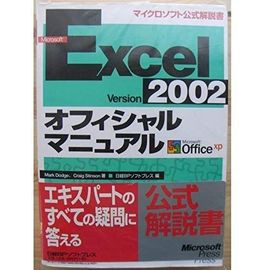 マイクロソフト公式解説書
Microsoft
Excel
Version 2002
オフィシャル
マニュアル
Microsoft
Office xp
Mark Dodge、Craig Stinson 著
日経BPソフトプレス 編
エキスパートの
すべての疑問に
答える
公式
解説書
日経BPソフトプレス
Microsoft
Press